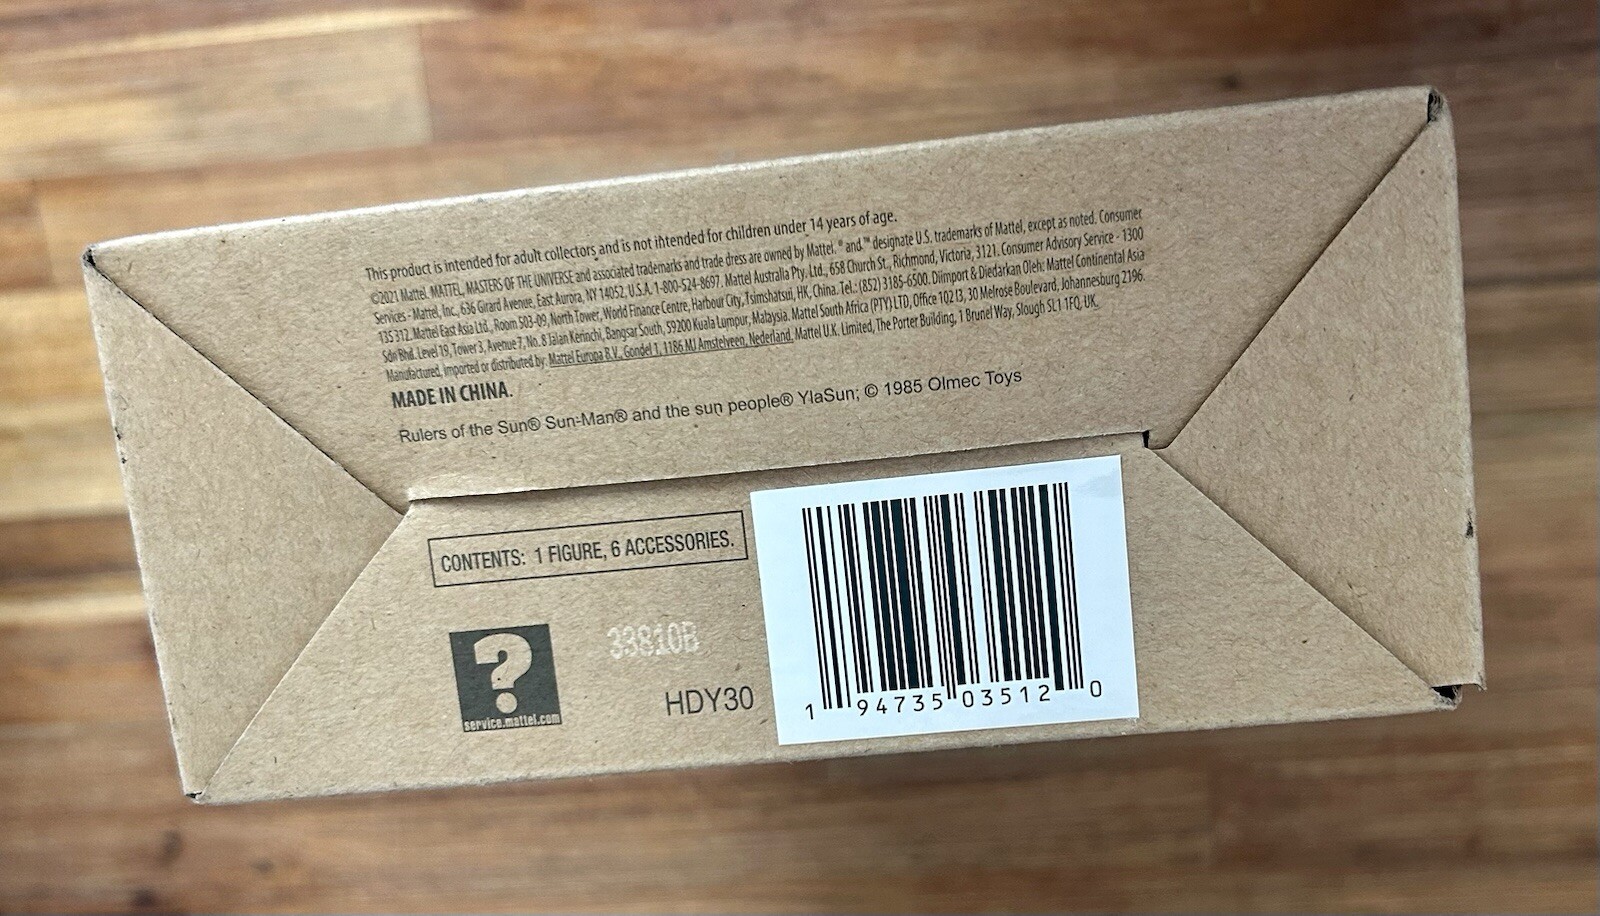 This product is intended for adult collectors and is not intended for children under 14 years of age.
©2021 Mattel. MATTEL, MASTERS OF THE UNIVERSE and associated trademarks and trade dress are owned by Mattel. ® and ™ designate U.S. trademarks of Mattel, except as noted. Consumer
Services - Mattel, Inc., 636 Girard Avenue, East Aurora, NY 14052, U.S.A. 1-800-524-8697. Mattel Australia Pty. Ltd., 658 Church St., Richmond, Victoria, 3121. Consumer Advisory Service - 1300
135 312. Mattel East Asia Ltd., Room 503-09, North Tower, World Finance Centre, Harbour City, Tsimshatsui, HK, China. Tel.: (852) 3185-6500. Diimport & Diedarkan Oleh: Mattel Continental Asia
Sdn Bhd. Level 19, Tower 3, Avenue 7, No. 8 Jalan Kerinchi, Bangsar South, 59200 Kuala Lumpur, Malaysia. Mattel South Africa (PTY) LTD, Office 102 I3, 30 Melrose Boulevard, Johannesburg 2196.
Manufactured, imported or distributed by: Mattel Europa B.V., Gondel 1, 1186 MJ Amstelveen, Nederland. Mattel U.K. Limited, The Porter Building, 1 Brunel Way, Slough SL1 1FQ, UK.
MADE IN CHINA.
Rulers of the Sun® Sun-Man® and the sun people® YlaSun; © 1985 Olmec Toys
CONTENTS: 1 FIGURE, 6 ACCESSORIES.
?
service.mattel.com
33810B
HDY30
1 94735 03512 0